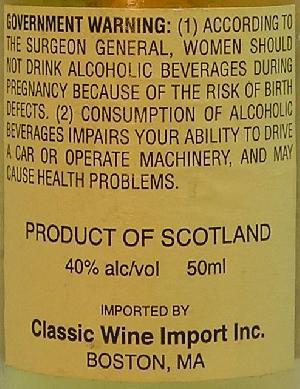 GOVERNMENT WARNING: (1) ACCORDING TO
THE SURGEON GENERAL, WOMEN SHOULD
NOT DRINK ALCOHOLIC BEVERAGES DURING
PREGNANCY BECAUSE OF THE RISK OF BIRTH
DEFECTS. (2) CONSUMPTION OF ALCOHOLIC
BEVERAGES IMPAIRS YOUR ABILITY TO DRIVE
A CAR OR OPERATE MACHINERY, AND MAY
CAUSE HEALTH PROBLEMS.
PRODUCT OF SCOTLAND
40% alc/vol 50ml
IMPORTED BY
Classic Wine Import Inc.
BOSTON, MA